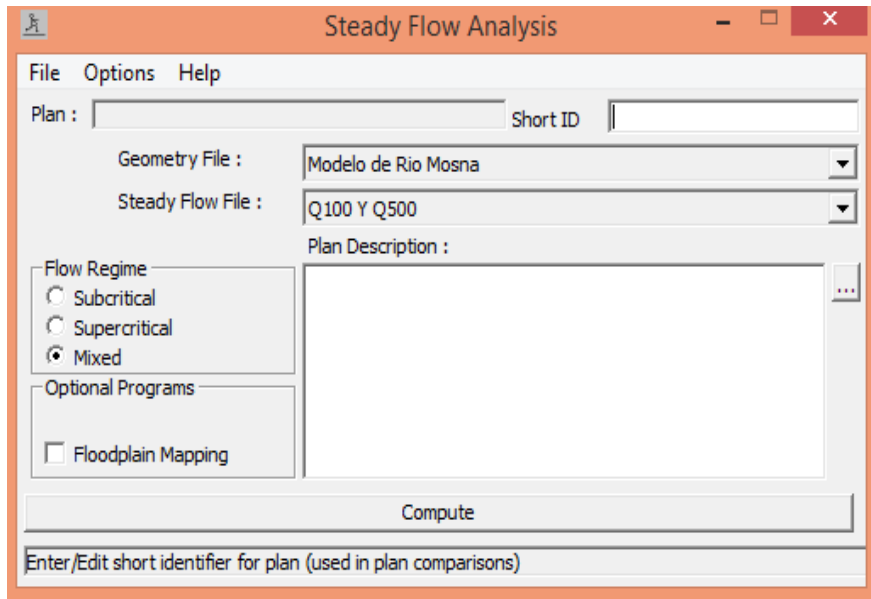 Steady Flow Analysis
File Options Help
Plan : Short ID
Geometry File : Modelo de Rio Mosna
Steady Flow File : Q100 Y Q500
Plan Description :
Flow Regime
Subcritical
Supercritical
Mixed
Optional Programs
Floodplain Mapping
...
Compute
Enter/Edit short identifier for plan (used in plan comparisons)